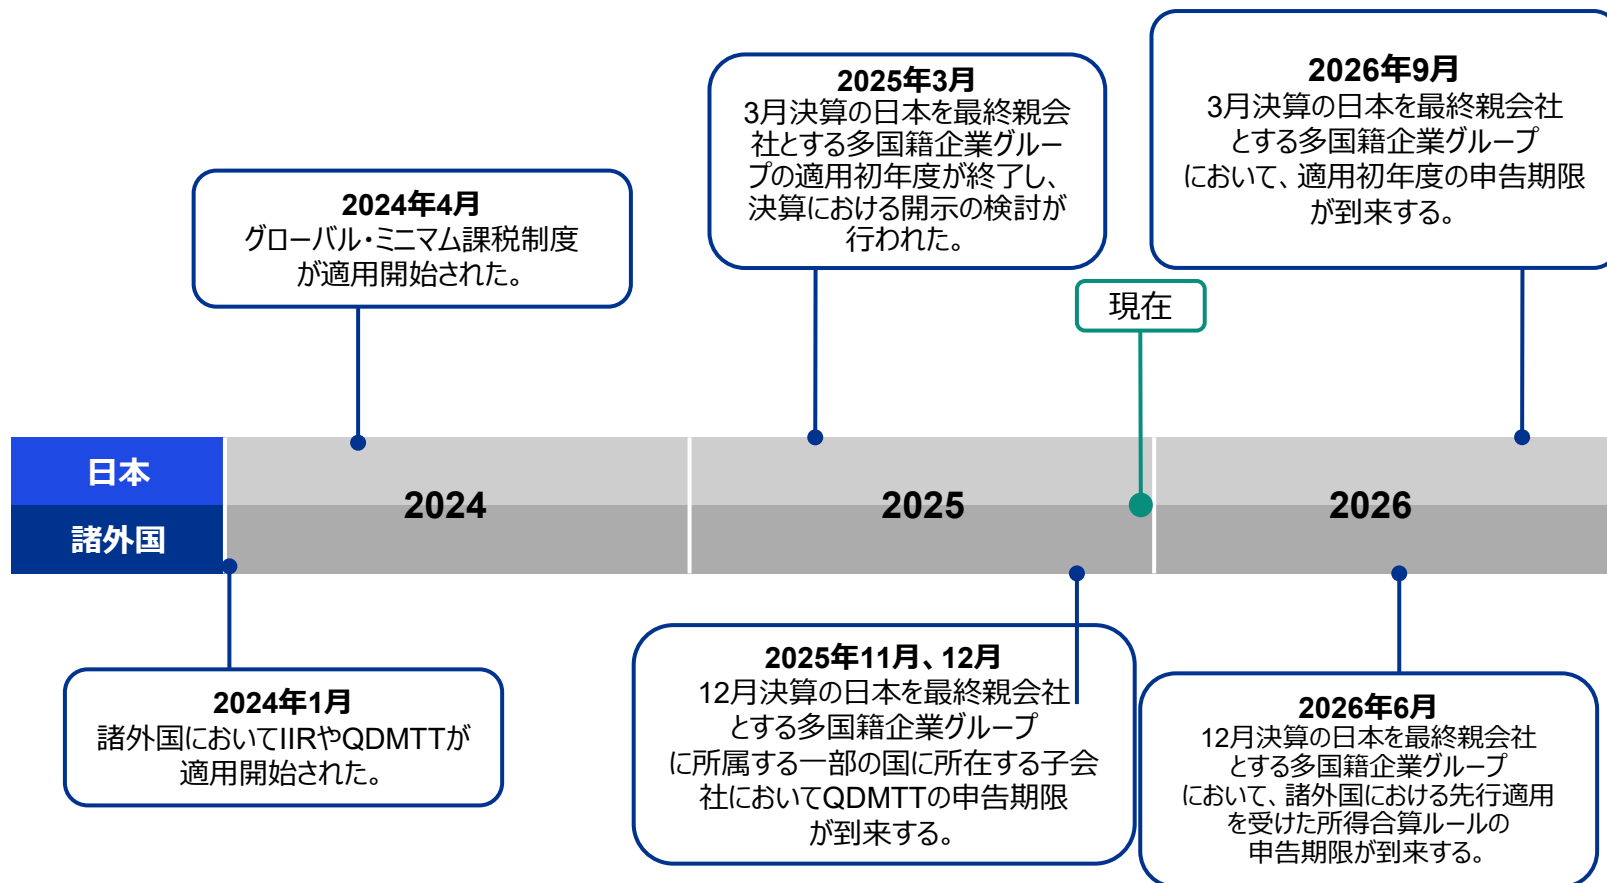 2024年4月
グローバル・ミニマム課税制度
が適用開始された。
2025年3月
3月決算の日本を最終親会
社とする多国籍企業グルー
プの適用初年度が終了し、
決算における開示の検討が
行われた。
2026年9月
3月決算の日本を最終親会社
とする多国籍企業グループ
において、適用初年度の申告期限
が到来する。
現在
日本
諸外国
2024
2025
2026
2024年1月
諸外国においてIIRやQDMTTが
適用開始された。
2025年11月、12月
12月決算の日本を最終親会社
とする多国籍企業グループ
に所属する一部の国に所在する子会
社においてQDMTTの申告期限
が到来する。
2026年6月
12月決算の日本を最終親会社
とする多国籍企業グループ
において、諸外国における先行適用
を受けた所得合算ルールの
申告期限が到来する。